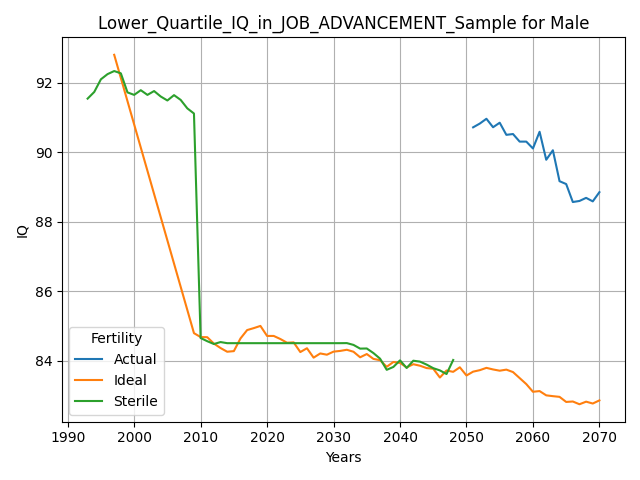 Lower_Quartile_IQ_in_JOB_ADVANCEMENT_Sample for Male
IQ
92
90
88
86
84
Fertility
Actual
Ideal
Sterile
1990 2000 2010 2020 2030 2040 2050 2060 2070
Years